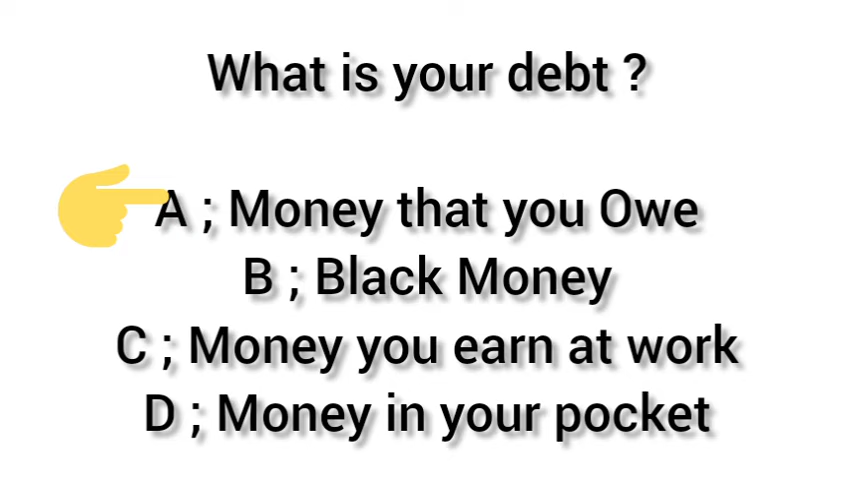 What is your debt ?
A ; Money that you Owe
B ; Black Money
C ; Money you earn at work
D ; Money in your pocket